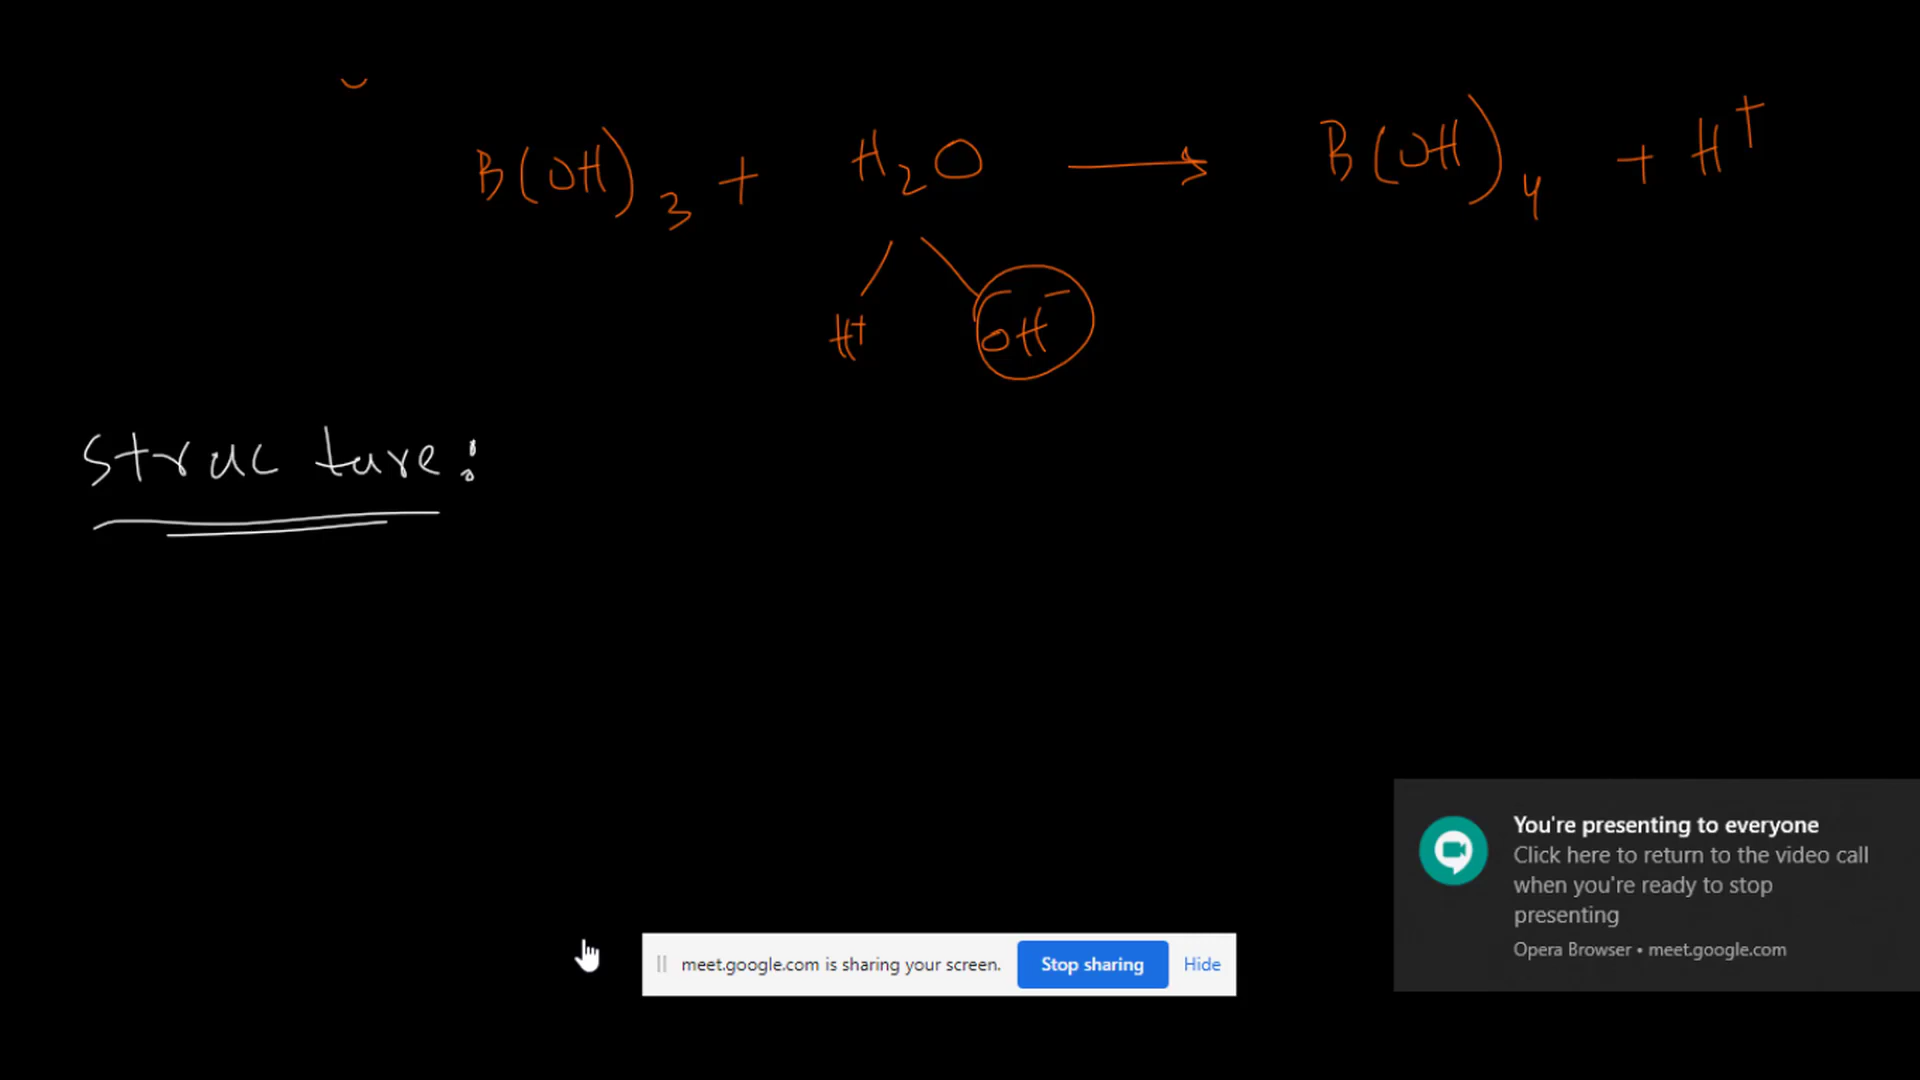 B(OH)₃ + H₂O → B(OH)₄ + H⁺
H⁺ OH⁻
Structure:
You're presenting to everyone
Click here to return to the video call
when you're ready to stop
presenting
Opera Browser • meet.google.com
meet.google.com is sharing your screen. Stop sharing Hide